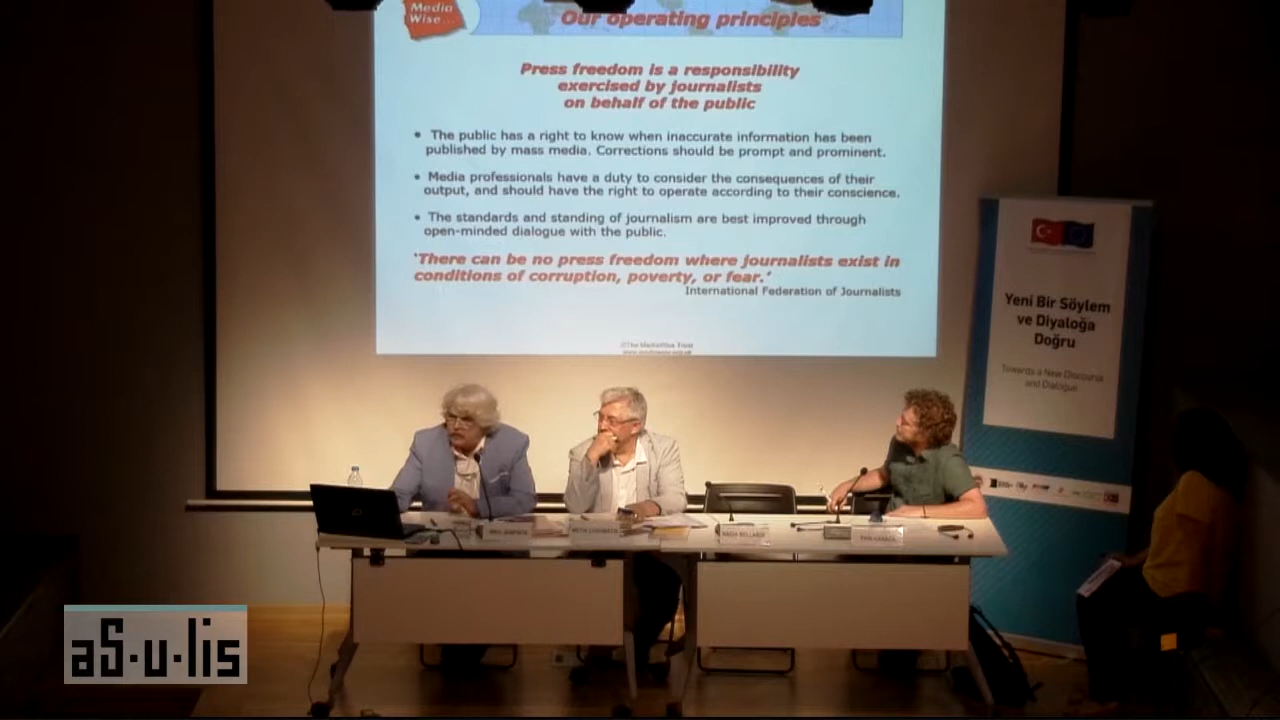 Media
Wise...
Our operating principles
Press freedom is a responsibility
exercised by journalists
on behalf of the public
• The public has a right to know when inaccurate information has been
published by mass media. Corrections should be prompt and prominent.
• Media professionals have a duty to consider the consequences of their
output, and should have the right to operate according to their conscience.
• The standards and standing of journalism are best improved through
open-minded dialogue with the public.
‘There can be no press freedom where journalists exist in
conditions of corruption, poverty, or fear.’
International Federation of Journalists
©The MediaWise Trust
Yeni Bir Söylem
ve Diyaloğa
Doğru
Towards a New Discourse
and Dialogue
aS·u·lis